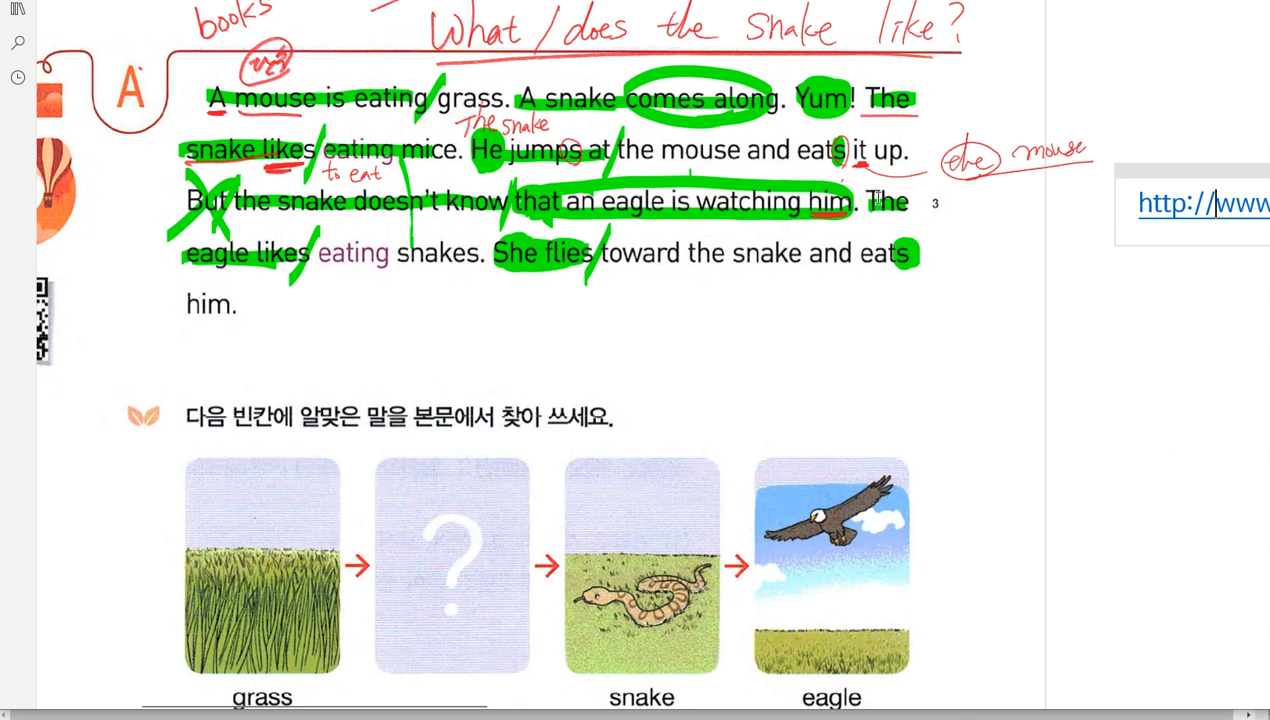 books
What / does the snake like?
A
A mouse is eating grass. A snake comes along. Yum! The
The snake
snake likes eating mice. He jumps at the mouse and eats it up.
the mouse
to eat
But the snake doesn't know that an eagle is watching him. The
3
http://www
eagle likes eating snakes. She flies toward the snake and eats
him.
다음 빈칸에 알맞은 말을 본문에서 찾아 쓰세요.
?
grass
snake
eagle